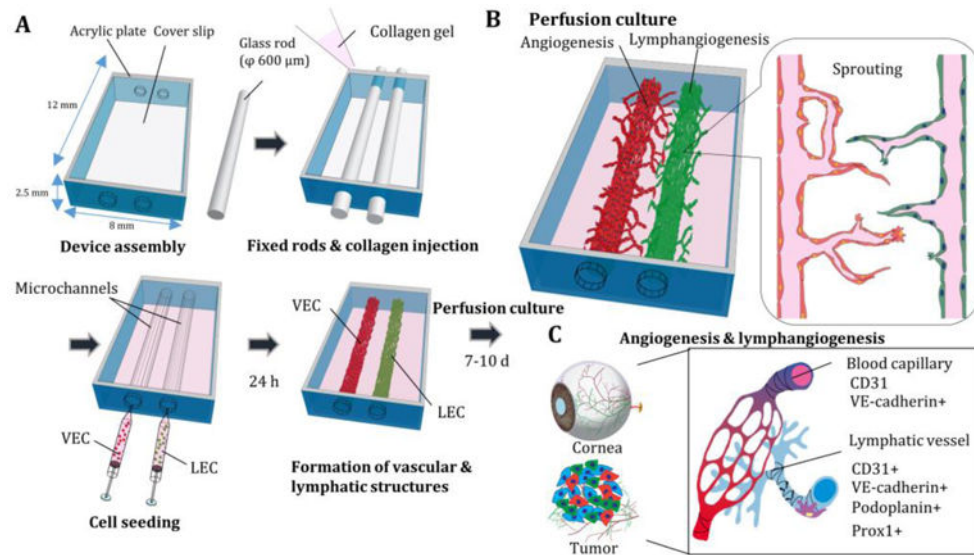 A
Acrylic plate
Cover slip
Glass rod
(φ 600 μm)
Collagen gel
12 mm
2.5 mm
8 mm
Device assembly
Fixed rods & collagen injection
Microchannels
VEC
LEC
Cell seeding
24 h
VEC
LEC
Formation of vascular &
lymphatic structures
Perfusion culture
7-10 d
B
Perfusion culture
Angiogenesis
Lymphangiogenesis
Sprouting
C
Angiogenesis & lymphangiogenesis
Cornea
Tumor
Blood capillary
CD31
VE-cadherin+
Lymphatic vessel
CD31+
VE-cadherin+
Podoplanin+
Prox1+